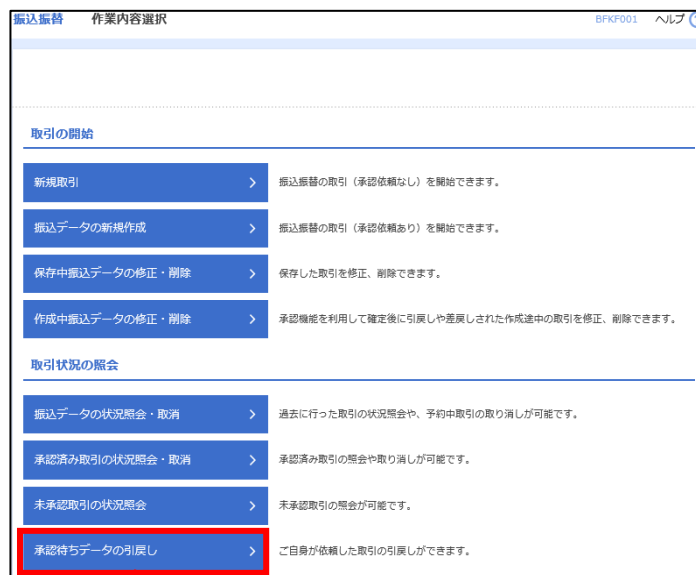 振込振替 作業内容選択 BFKF001 ヘルプ
取引の開始
新規取引 振込振替の取引（承認依頼なし）を開始できます。
振込データの新規作成 振込振替の取引（承認依頼あり）を開始できます。
保存中振込データの修正・削除 保存した取引を修正、削除できます。
作成中振込データの修正・削除 承認機能を利用して確定後に引戻しや差戻しされた作成途中の取引を修正、削除できます。
取引状況の照会
振込データの状況照会・取消 過去に行った取引の状況照会や、予約中取引の取り消しが可能です。
承認済み取引の状況照会・取消 承認済み取引の照会や取り消しが可能です。
未承認取引の状況照会 未承認取引の照会が可能です。
承認待ちデータの引戻し ご自身が依頼した取引の引戻しができます。